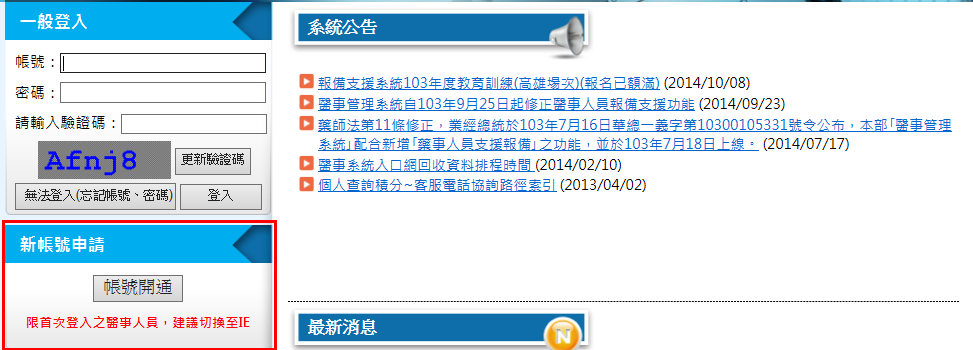 一般登入
帳號：
密碼：
請輸入驗證碼：
Afnj8
更新驗證碼
無法登入(忘記帳號、密碼)
登入
新帳號申請
帳號開通
限首次登入之醫事人員，建議切換至IE
系統公告
報備支援系統103年度教育訓練(高雄場次)(報名已額滿) (2014/10/08)
醫事管理系統自103年9月25日起修正醫事人員報備支援功能 (2014/09/23)
藥師法第11條修正，業經總統於103年7月16日華總一義字第10300105331號令公布，本部「醫事管理
系統」配合新增「藥事人員支援報備」之功能，並於103年7月18日上線。 (2014/07/17)
醫事系統入口網回收資料排程時間 (2014/02/10)
個人查詢積分~客服電話協詢路徑索引 (2013/04/02)
最新消息
N